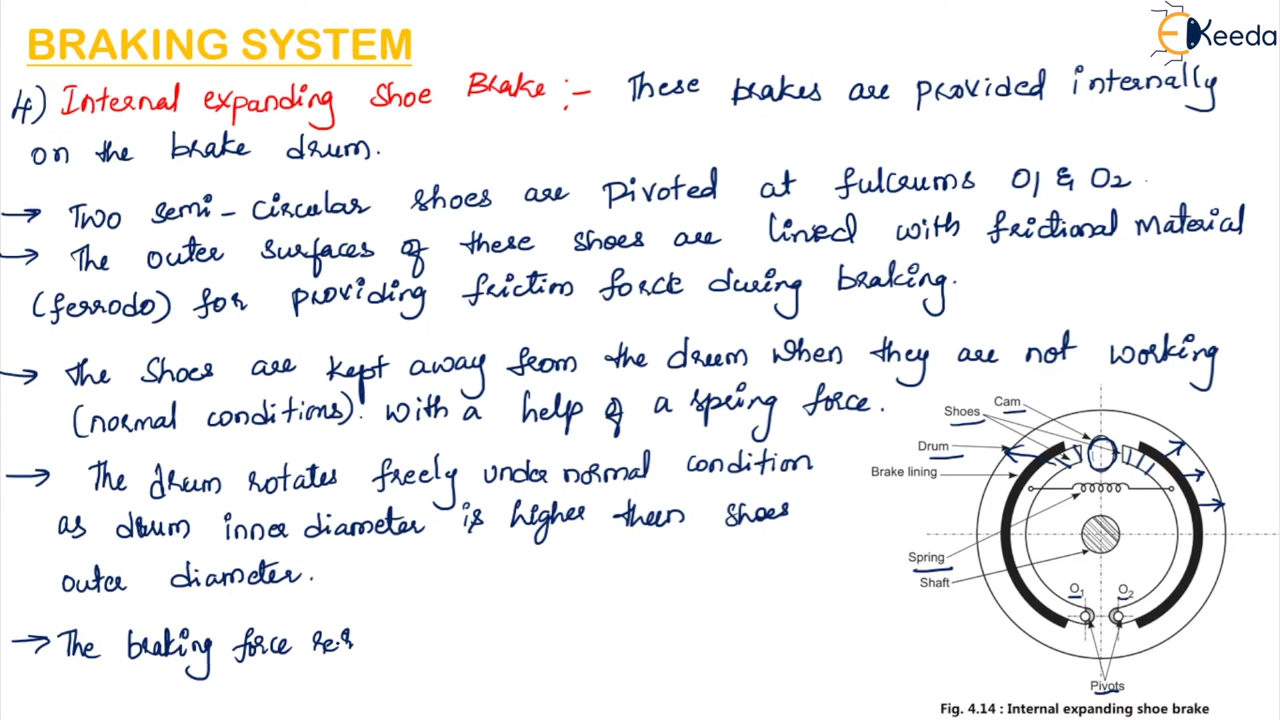 BRAKING SYSTEM
EKeeda
4) Internal expanding Shoe Brake :- These brakes are provided internally
on the brake drum.
→ Two semi-circular shoes are pivoted at fulcrums O1 & O2.
→ The outer surfaces of these shoes are lined with frictional Material
(ferrodo) for providing friction force during braking.
→ The Shoes are kept away from the drum when they are not working
(normal conditions). with a help of a spring force.
→ The drum rotates freely under normal condition
as drum inner diameter is higher then shoes
outer diameter.
→ The braking force
Cam
Shoes
Drum
Brake lining
Spring
Shaft
O1 O2
Pivots
Fig. 4.14 : Internal expanding shoe brake